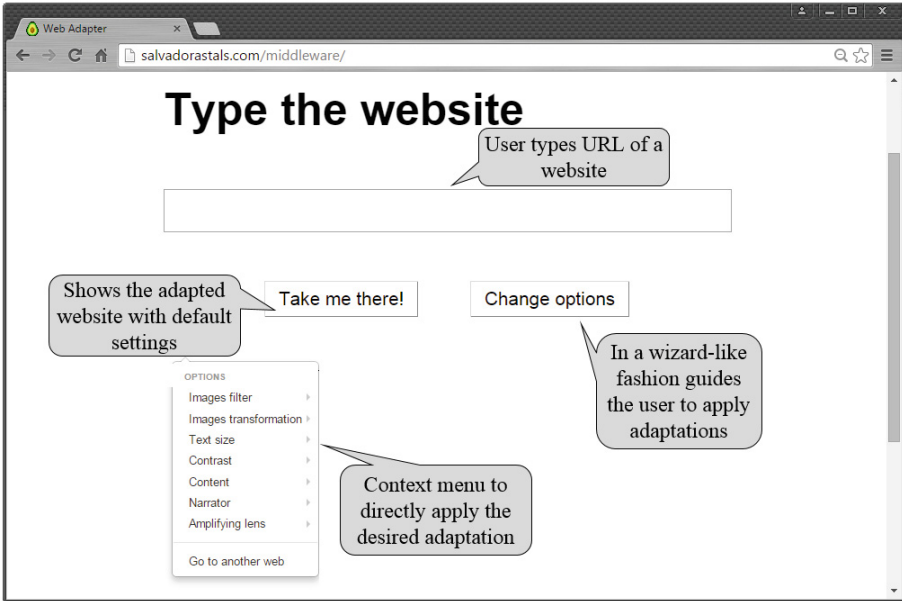 Web Adapter
salvadorastals.com/middleware/
Type the website
User types URL of a
website
Shows the adapted
website with default
settings
Take me there!
Change options
In a wizard-like
fashion guides
the user to apply
adaptations
OPTIONS
Images filter
Images transformation
Text size
Contrast
Content
Narrator
Amplifying lens
Go to another web
Context menu to
directly apply the
desired adaptation